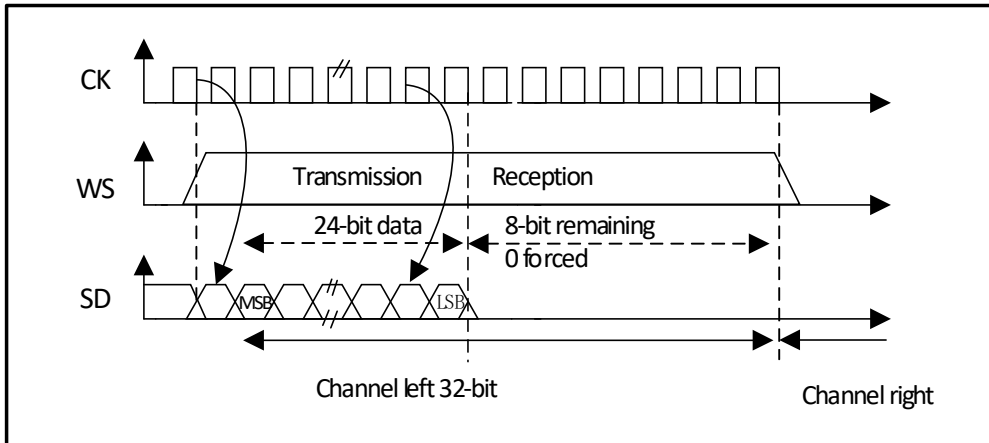 CK
WS
Transmission Reception
24-bit data 8-bit remaining
0 forced
SD
MSB LSB
Channel left 32-bit
Channel right